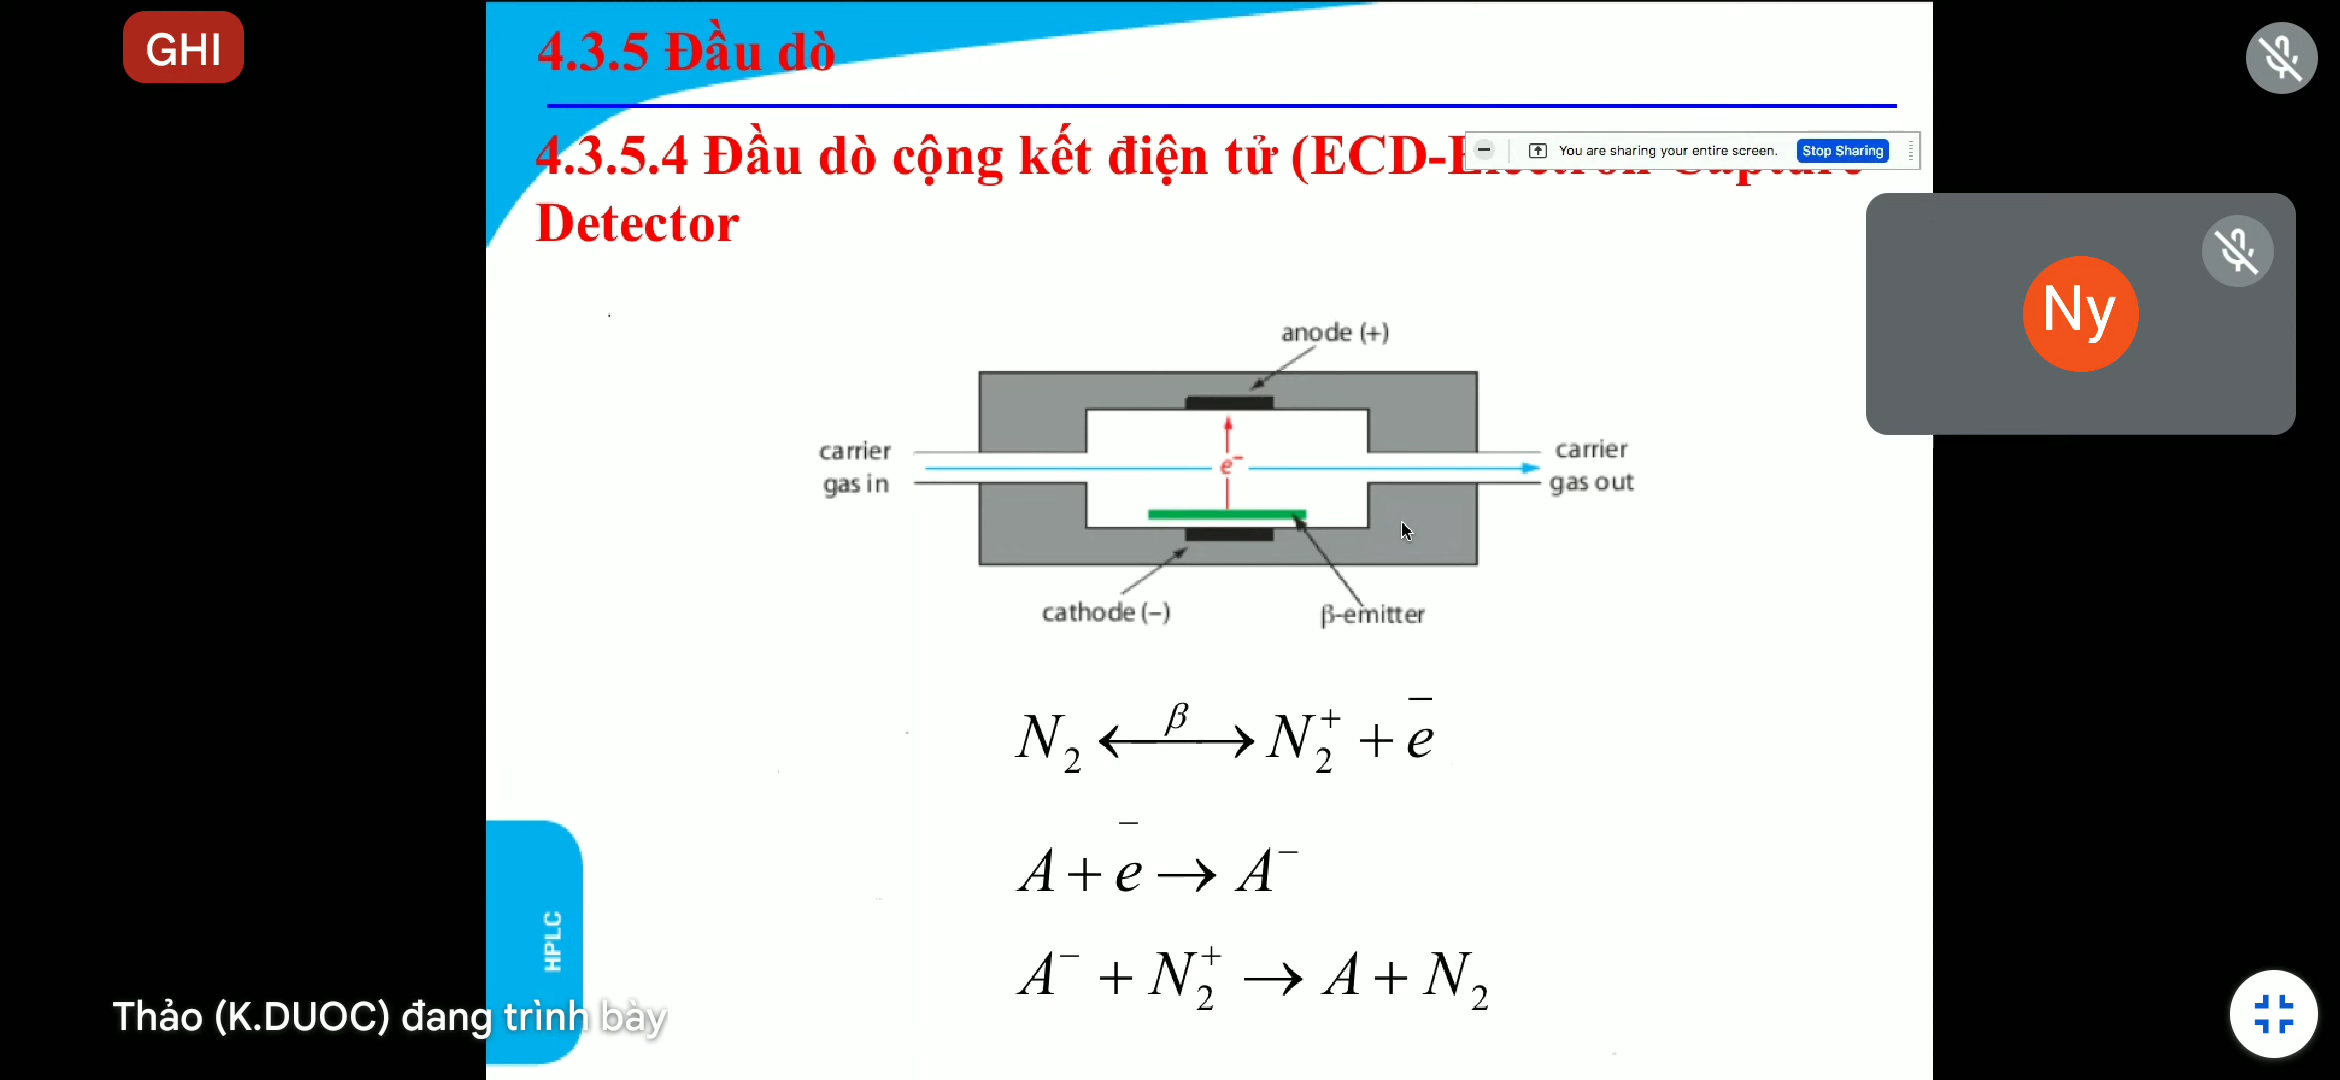 GHI
4.3.5 Đầu dò
4.3.5.4 Đầu dò cộng kết điện tử (ECD-
You are sharing your entire screen.
Stop Sharing
Detector
Ny
anode (+)
carrier
gas in
e⁻
carrier
gas out
cathode (–)
β-emitter
N₂ ⟷ β N₂⁺ + e̅
A + e̅ → A⁻
A⁻ + N₂⁺ → A + N₂
HPLC
Thảo (K.DUOC) đang trình bày